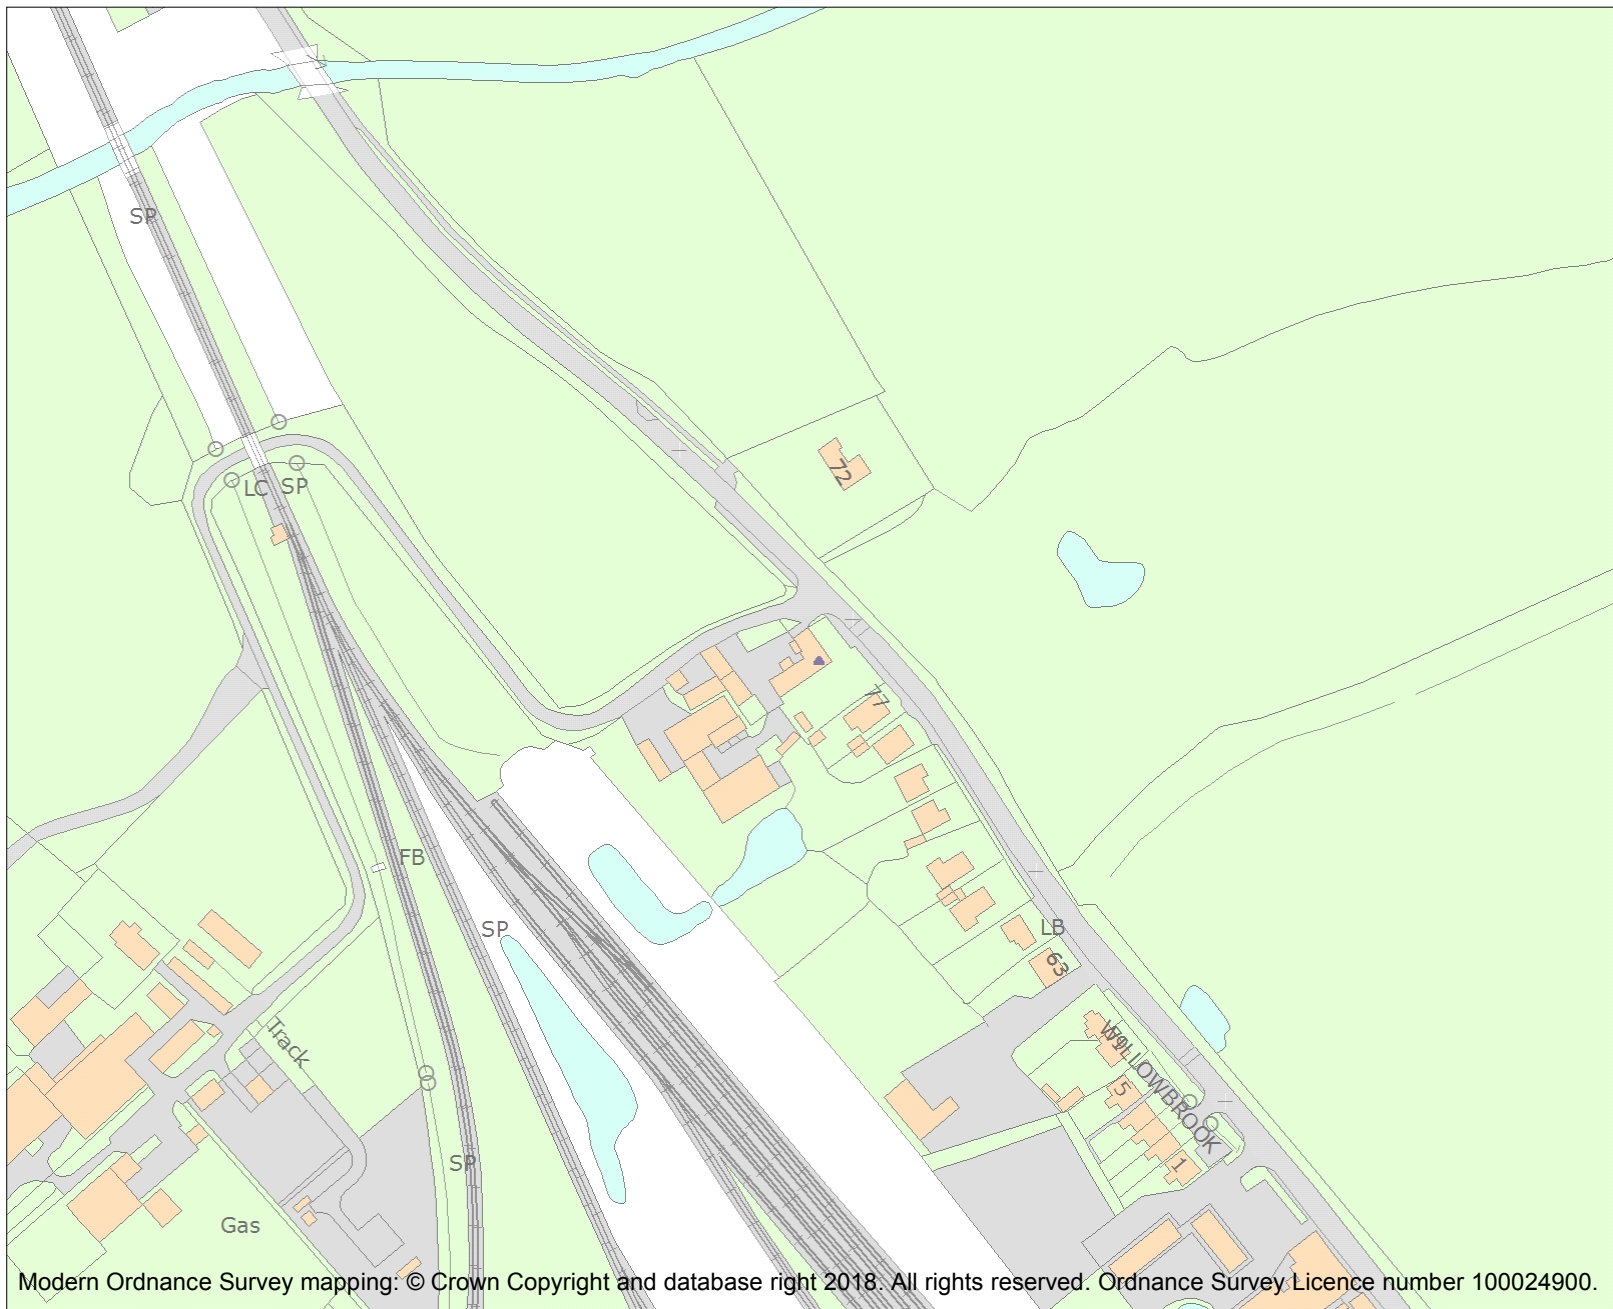 SP
72
LC SP
77
FB
SP
LB
63
Track
WILLOWBROOK
59
5
SP
1
Gas
Modern Ordnance Survey mapping: © Crown Copyright and database right 2018. All rights reserved. Ordnance Survey Licence number 100024900.